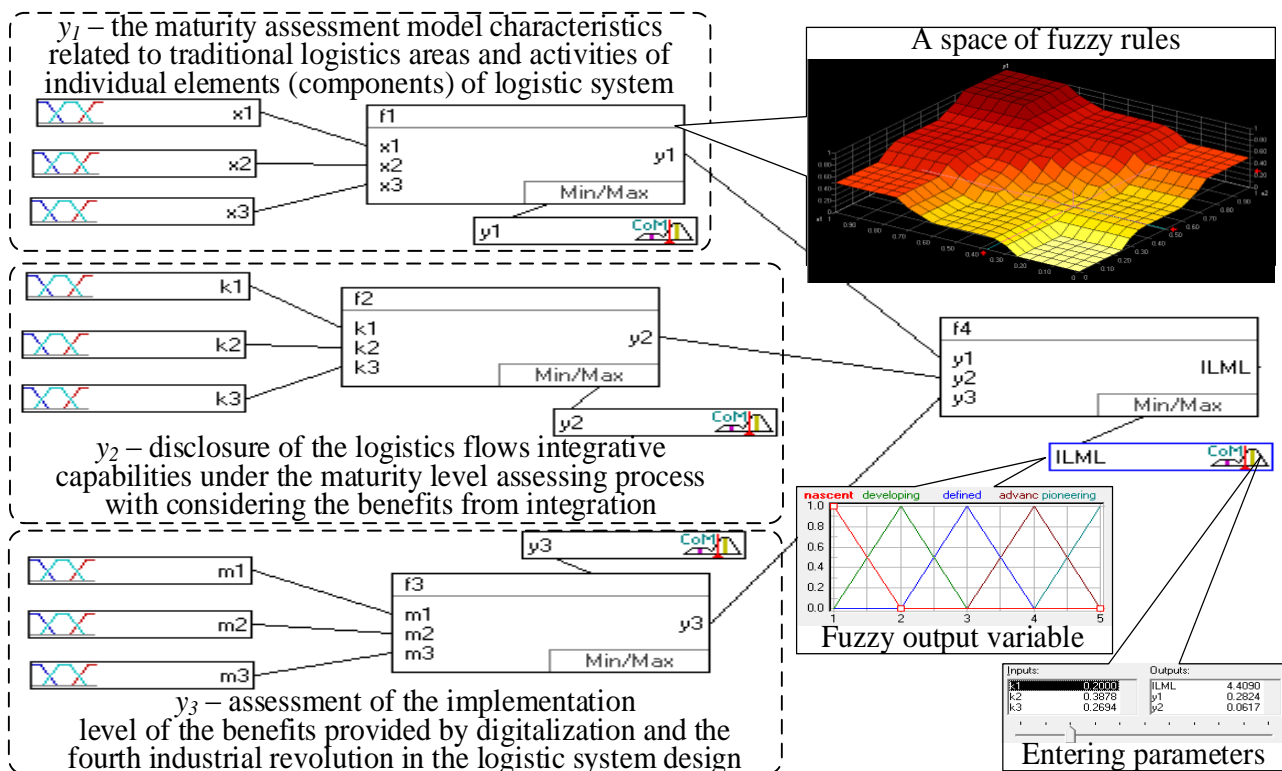 y1 – the maturity assessment model characteristics
related to traditional logistics areas and activities of
individual elements (components) of logistic system
x1
x2
x3
f1
x1
x2
x3
y1
Min/Max
y1
CoM
A space of fuzzy rules
k1
k2
k3
f2
k1
k2
k3
y2
Min/Max
y2
CoM
y2 – disclosure of the logistics flows integrative
capabilities under the maturity level assessing process
with considering the benefits from integration
f4
y1
y2
y3
ILML
Min/Max
ILML
CoM
y3
CoM
m1
m2
m3
f3
m1
m2
m3
y3
Min/Max
y3 – assessment of the implementation
level of the benefits provided by digitalization and the
fourth industrial revolution in the logistic system design
nascent developing defined advanc pioneering
1.0
0.8
0.6
0.4
0.2
0.0
1 2 3 4 5
Fuzzy output variable
Inputs: Outputs:
k1 0.2000 ILML 4.4090
k2 0.3878 y1 0.2824
k3 0.2694 y2 0.0617
Entering parameters